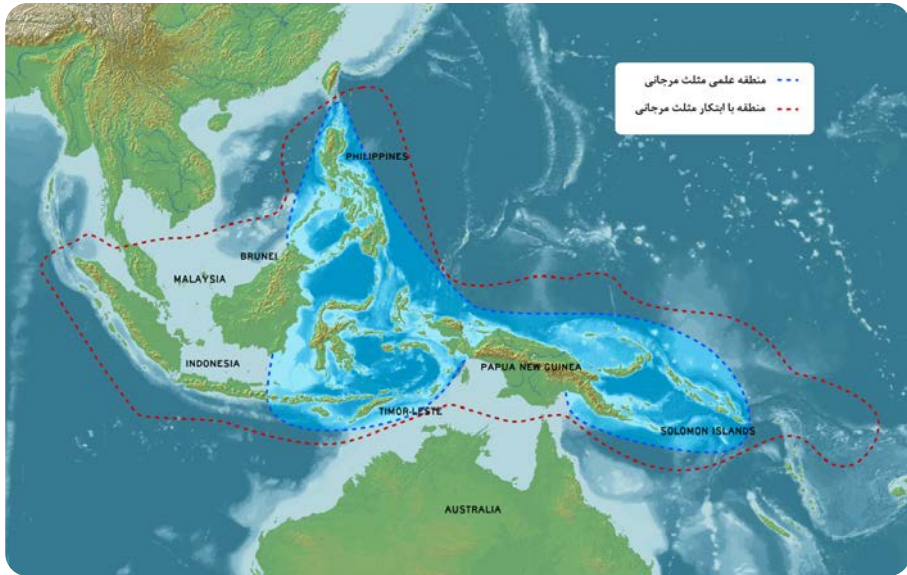 منطقه علمی مثلث مرجانی
منطقه با ابتکار مثلث مرجانی
PHILIPPINES
BRUNEI
MALAYSIA
INDONESIA
PAPUA NEW GUINEA
TIMOR-LESTE
SOLOMON ISLANDS
AUSTRALIA